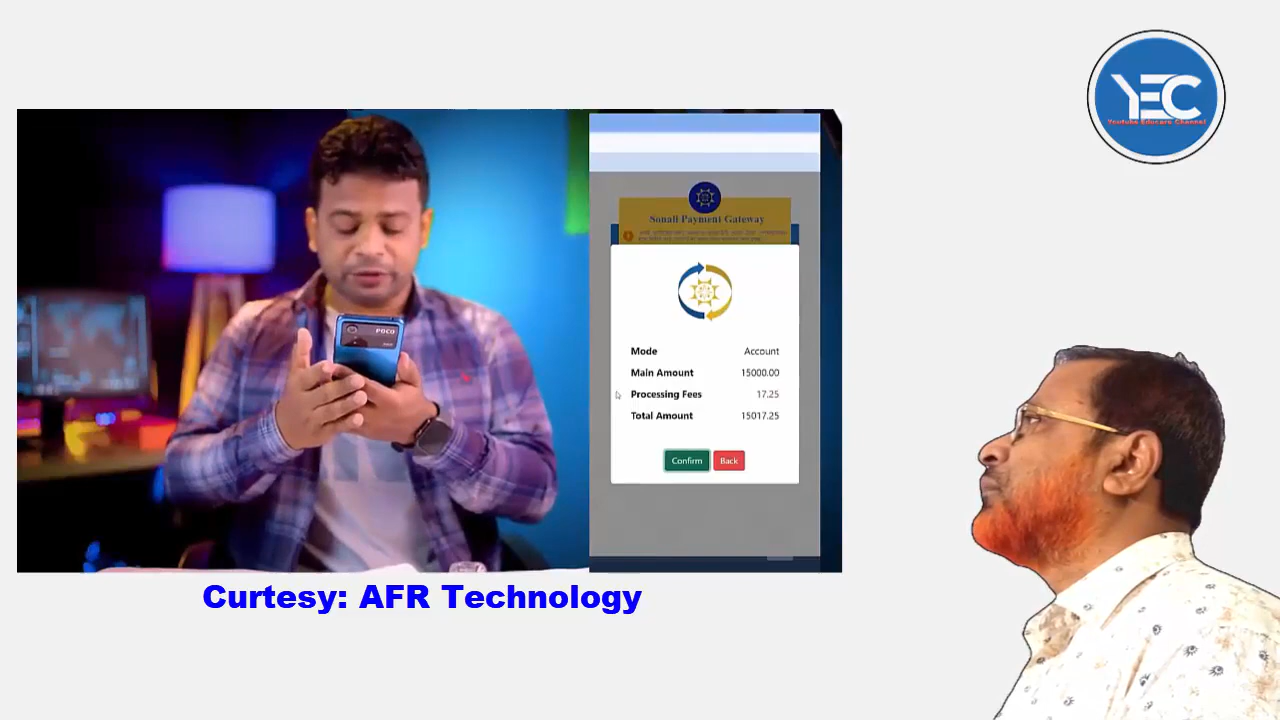 YEC
Youtube Educare Channel
Sonali Payment Gateway
POCO
Mode Account
Main Amount 15000.00
Processing Fees 17.25
Total Amount 15017.25
Confirm Back
Curtesy: AFR Technology